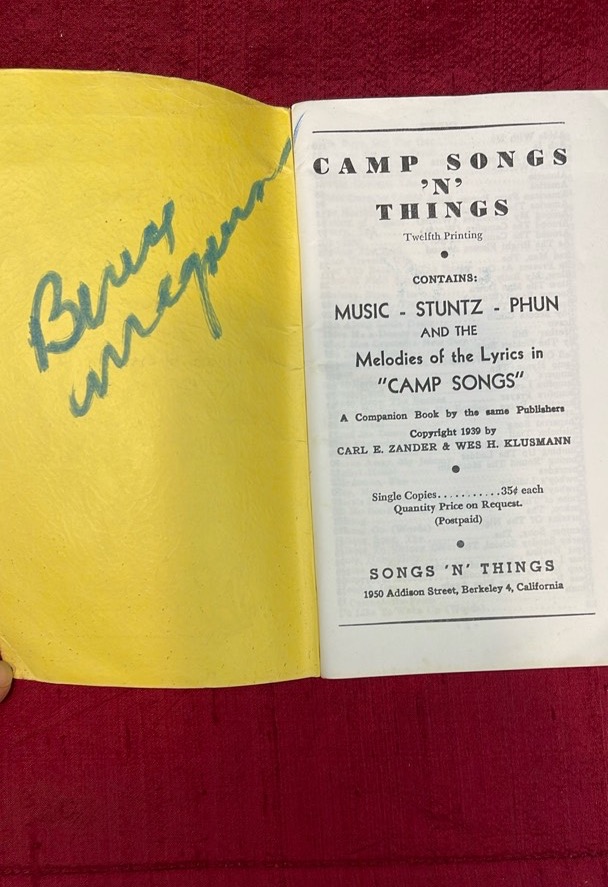 CAMP SONGS
'N'
THINGS
Twelfth Printing
CONTAINS:
MUSIC - STUNTZ - PHUN
AND THE
Melodies of the Lyrics in
"CAMP SONGS"
A Companion Book by the same Publishers
Copyright 1939 by
CARL E. ZANDER & WES H. KLUSMANN
Single Copies...........35¢ each
Quantity Price on Request.
(Postpaid)
SONGS 'N' THINGS
1950 Addison Street, Berkeley 4, California